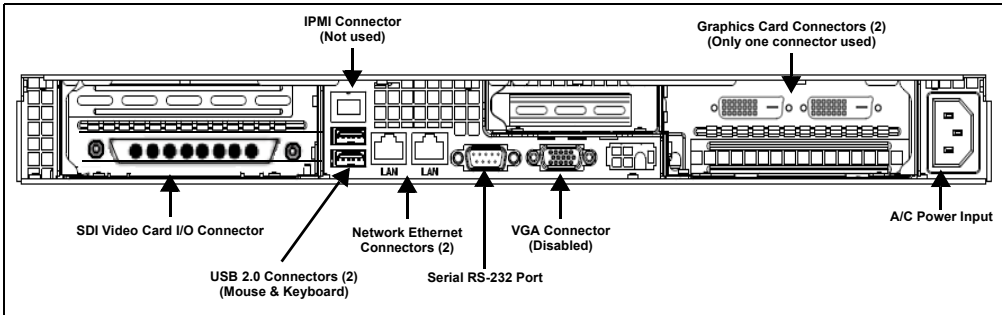 IPMI Connector
(Not used)
Graphics Card Connectors (2)
(Only one connector used)
LAN LAN
SDI Video Card I/O Connector
Network Ethernet
Connectors (2)
VGA Connector
(Disabled)
A/C Power Input
USB 2.0 Connectors (2)
(Mouse & Keyboard)
Serial RS-232 Port